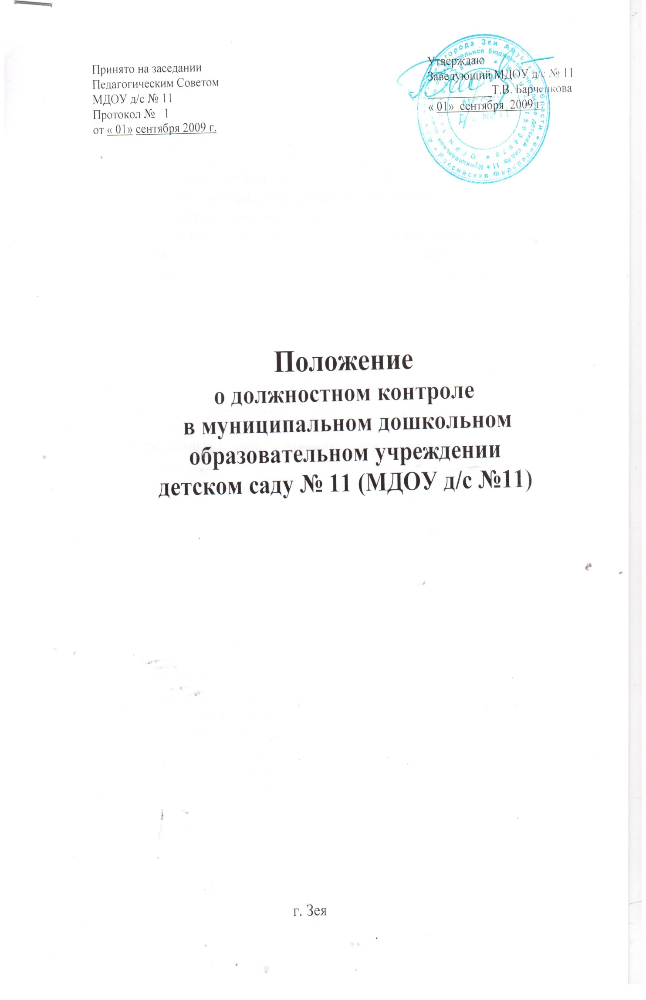 Принято на заседании
Педагогическим Советом
МДОУ д/с № 11
Протокол №   1
от « 01» сентября 2009 г.
Утверждаю
Заведующий МДОУ д/с № 11
___________Т.В. Барченкова
« 01»  сентября  2009 г
Положение
о должностном контроле
в муниципальном дошкольном
образовательном учреждении
детском саду № 11 (МДОУ д/с №11)
г. Зея